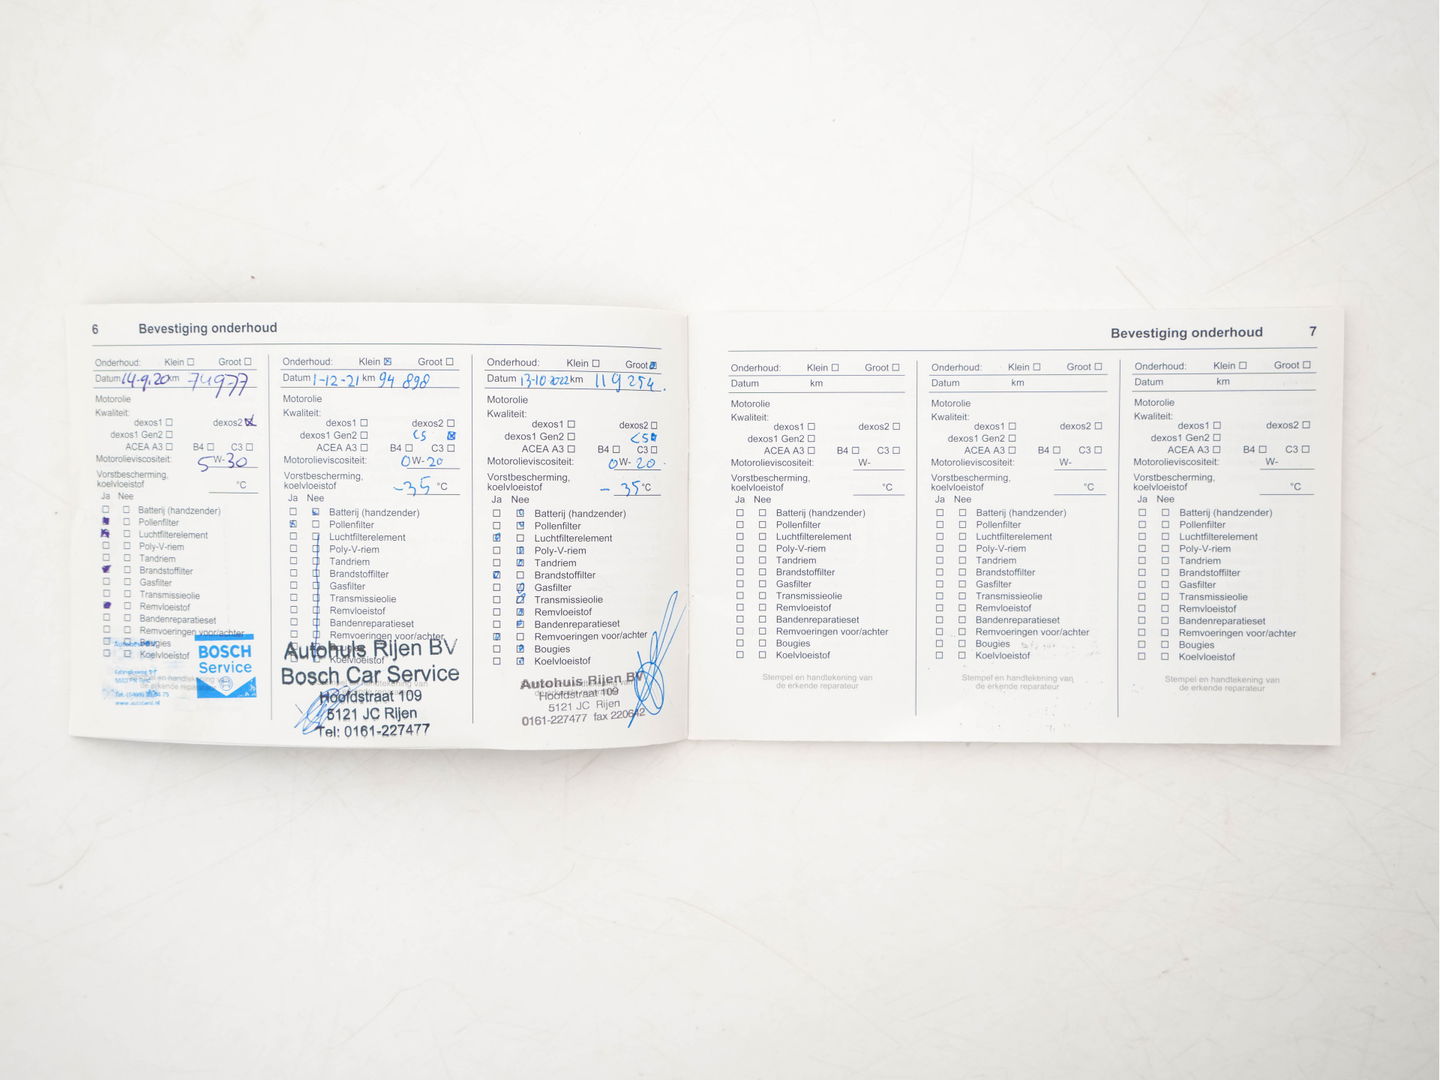 6 Bevestiging onderhoud
Onderhoud: Klein Groot
Datum 14-9-20 km 74977
Motorolie
Kwaliteit:
dexos1 dexos2
dexos1 Gen2
ACEA A3 B4 C3
Motorolieviscositeit: 5W-30
Vorstbescherming,
koelvloeistof °C
Ja Nee
Batterij (handzender)
Pollenfilter
Luchtfilterelement
Poly-V-riem
Tandriem
Brandstoffilter
Gasfilter
Transmissieolie
Remvloeistof
Bandenreparatieset
Remvoeringen voor/achter
Bougies
Koelvloeistof
BOSCH
Service
Onderhoud: Klein Groot
Datum 1-12-21 km 94 898
Motorolie
Kwaliteit:
dexos1 dexos2
dexos1 Gen2 C5
ACEA A3 B4 C3
Motorolieviscositeit: 0W-20
Vorstbescherming,
koelvloeistof -35 °C
Ja Nee
Batterij (handzender)
Pollenfilter
Luchtfilterelement
Poly-V-riem
Tandriem
Brandstoffilter
Gasfilter
Transmissieolie
Remvloeistof
Bandenreparatieset
Remvoeringen voor/achter
Bougies
Koelvloeistof
Autohuis Rijen BV
Bosch Car Service
Hoofdstraat 109
5121 JC Rijen
Tel: 0161-227477
Onderhoud: Klein Groot
Datum 13-10-2022 km 119 254
Motorolie
Kwaliteit:
dexos1 dexos2
dexos1 Gen2 C5
ACEA A3 B4 C3
Motorolieviscositeit: 0W-20
Vorstbescherming,
koelvloeistof -35 °C
Ja Nee
Batterij (handzender)
Pollenfilter
Luchtfilterelement
Poly-V-riem
Tandriem
Brandstoffilter
Gasfilter
Transmissieolie
Remvloeistof
Bandenreparatieset
Remvoeringen voor/achter
Bougies
Koelvloeistof
Autohuis Rijen BV
Hoofdstraat 109
5121 JC Rijen
0161-227477 fax 220642
Bevestiging onderhoud 7
Onderhoud: Klein Groot
Datum km
Motorolie
Kwaliteit:
dexos1 dexos2
dexos1 Gen2
ACEA A3 B4 C3
Motorolieviscositeit: W-
Vorstbescherming,
koelvloeistof °C
Ja Nee
Batterij (handzender)
Pollenfilter
Luchtfilterelement
Poly-V-riem
Tandriem
Brandstoffilter
Gasfilter
Transmissieolie
Remvloeistof
Bandenreparatieset
Remvoeringen voor/achter
Bougies
Koelvloeistof
Stempel en handtekening van
de erkende reparateur
Onderhoud: Klein Groot
Datum km
Motorolie
Kwaliteit:
dexos1 dexos2
dexos1 Gen2
ACEA A3 B4 C3
Motorolieviscositeit: W-
Vorstbescherming,
koelvloeistof °C
Ja Nee
Batterij (handzender)
Pollenfilter
Luchtfilterelement
Poly-V-riem
Tandriem
Brandstoffilter
Gasfilter
Transmissieolie
Remvloeistof
Bandenreparatieset
Remvoeringen voor/achter
Bougies
Koelvloeistof
Stempel en handtekening van
de erkende reparateur
Onderhoud: Klein Groot
Datum km
Motorolie
Kwaliteit:
dexos1 dexos2
dexos1 Gen2
ACEA A3 B4 C3
Motorolieviscositeit: W-
Vorstbescherming,
koelvloeistof °C
Ja Nee
Batterij (handzender)
Pollenfilter
Luchtfilterelement
Poly-V-riem
Tandriem
Brandstoffilter
Gasfilter
Transmissieolie
Remvloeistof
Bandenreparatieset
Remvoeringen voor/achter
Bougies
Koelvloeistof
Stempel en handtekening van
de erkende reparateur